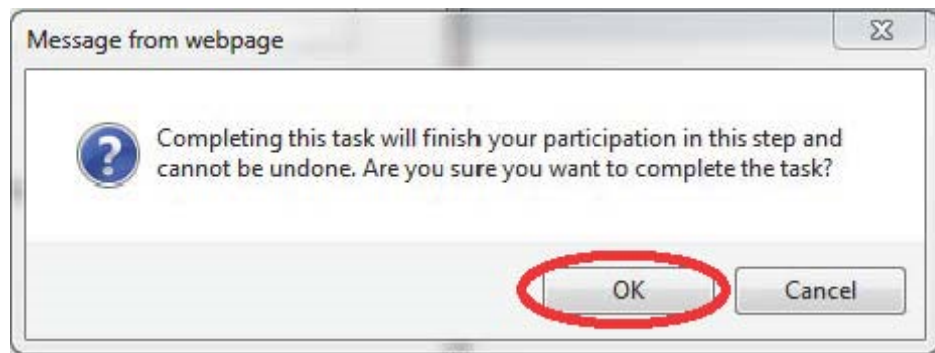 Message from webpage
Completing this task will finish your participation in this step and
cannot be undone. Are you sure you want to complete the task?
OK
Cancel